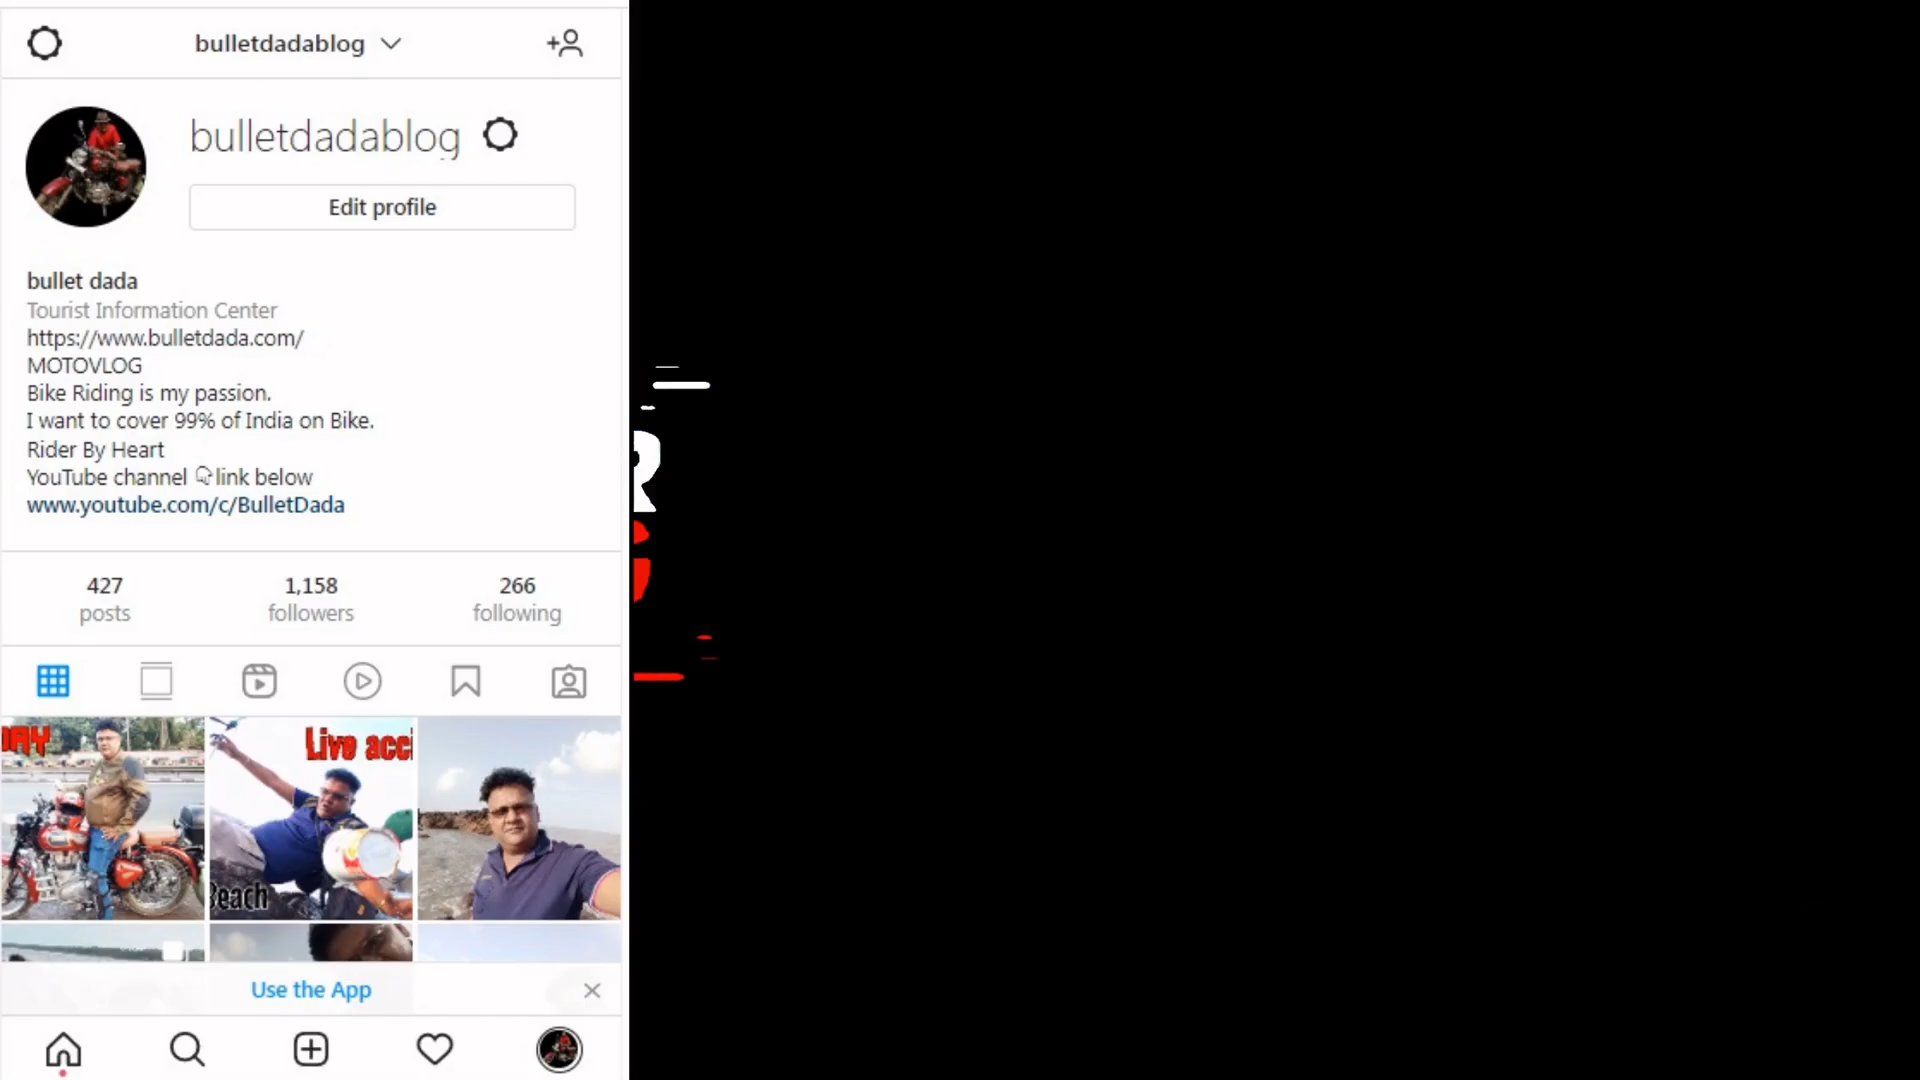 bulletdadablog
bulletdadablog
Edit profile
bullet dada
Tourist Information Center
https://www.bulletdada.com/
MOTOVLOG
Bike Riding is my passion.
I want to cover 99% of India on Bike.
Rider By Heart
YouTube channel 👇link below
www.youtube.com/c/BulletDada
427 1,158 266
posts followers following
Live acci
Beach
Use the App